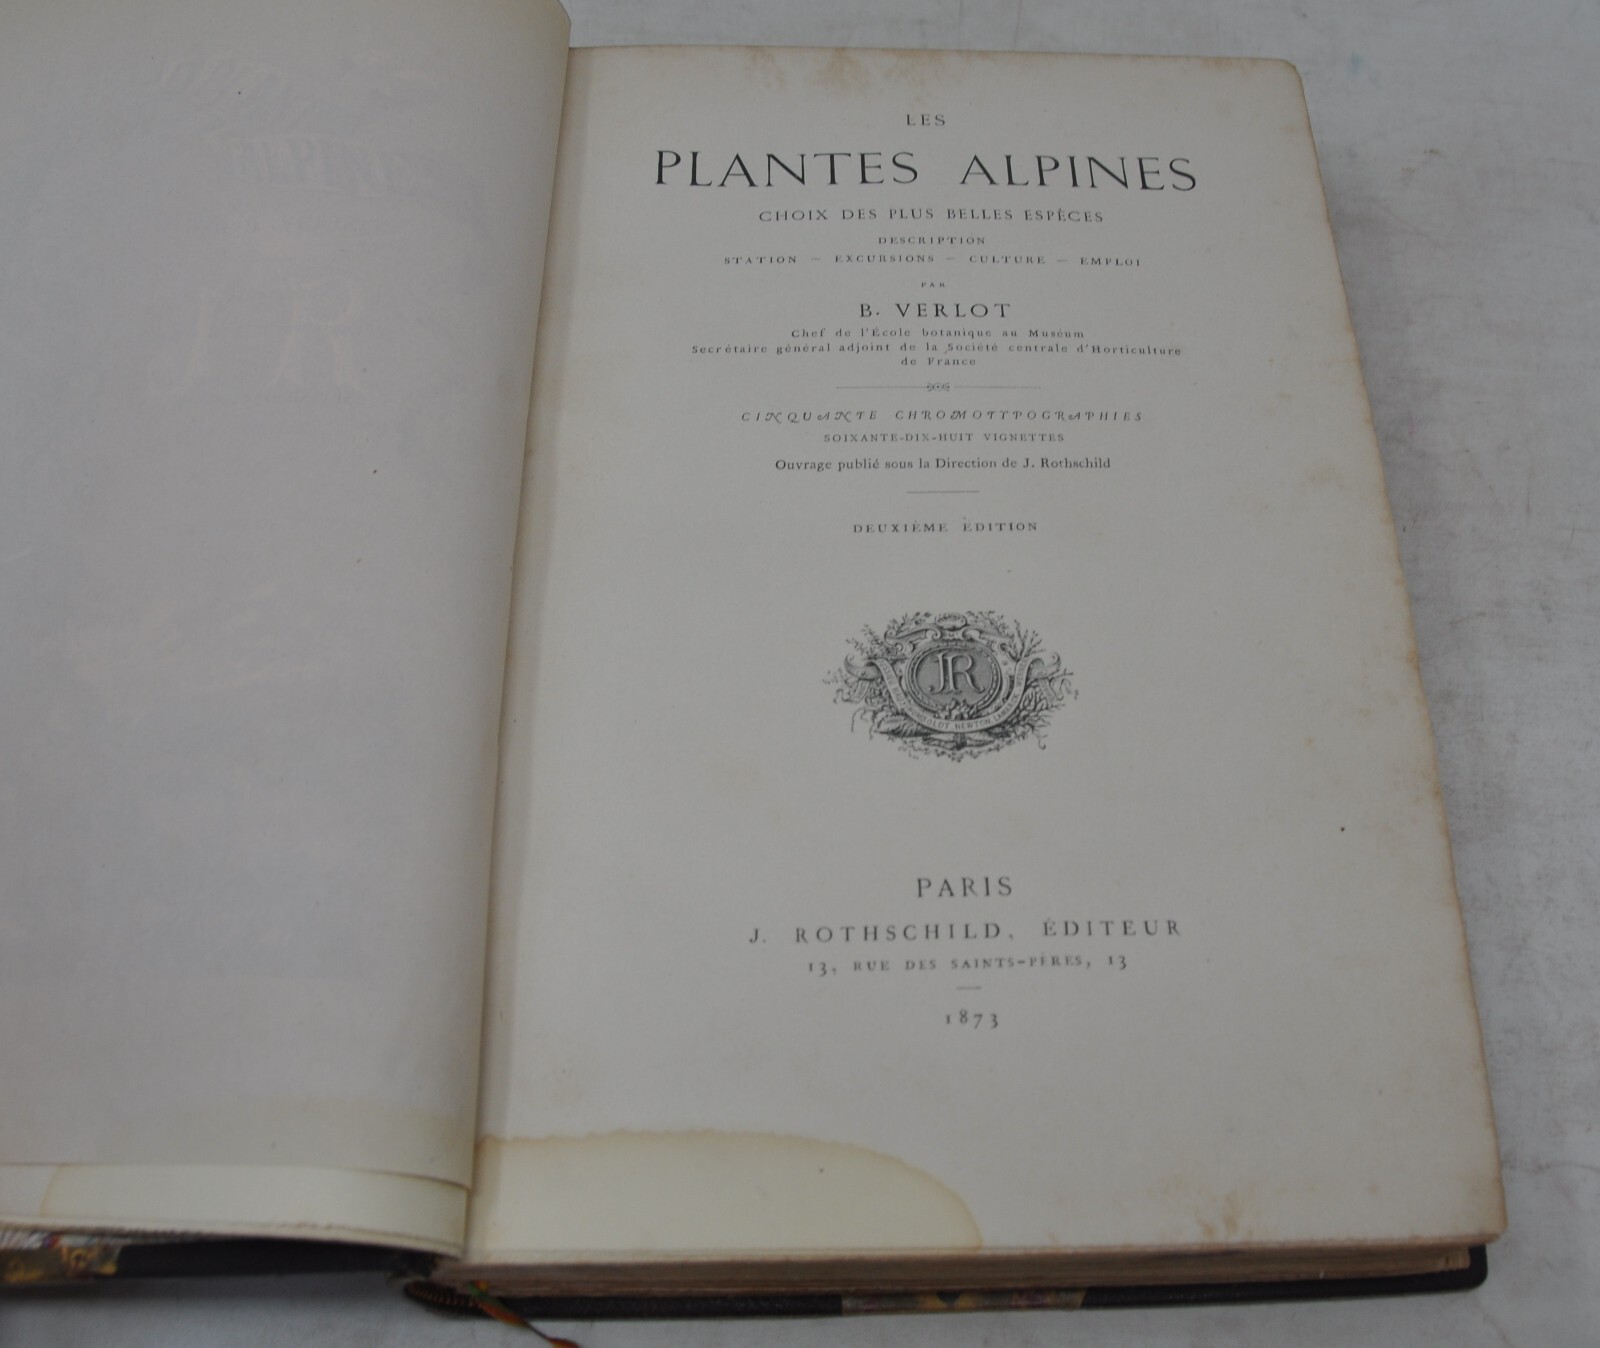 LES
PLANTES ALPINES
CHOIX DES PLUS BELLES ESPÈCES
DESCRIPTION
STATION — EXCURSIONS — CULTURE — EMPLOI
PAR
B. VERLOT
Chef de l'École botanique au Muséum
Secrétaire général adjoint de la Société centrale d'Horticulture
de France
CINQUANTE CHROMOTYPOGRAPHIES
SOIXANTE-DIX-HUIT VIGNETTES
Ouvrage publié sous la Direction de J. Rothschild
DEUXIÈME ÉDITION
JR
HUMBOLDT NEWTON
PARIS
J. ROTHSCHILD, ÉDITEUR
13, RUE DES SAINTS-PÈRES, 13
1873